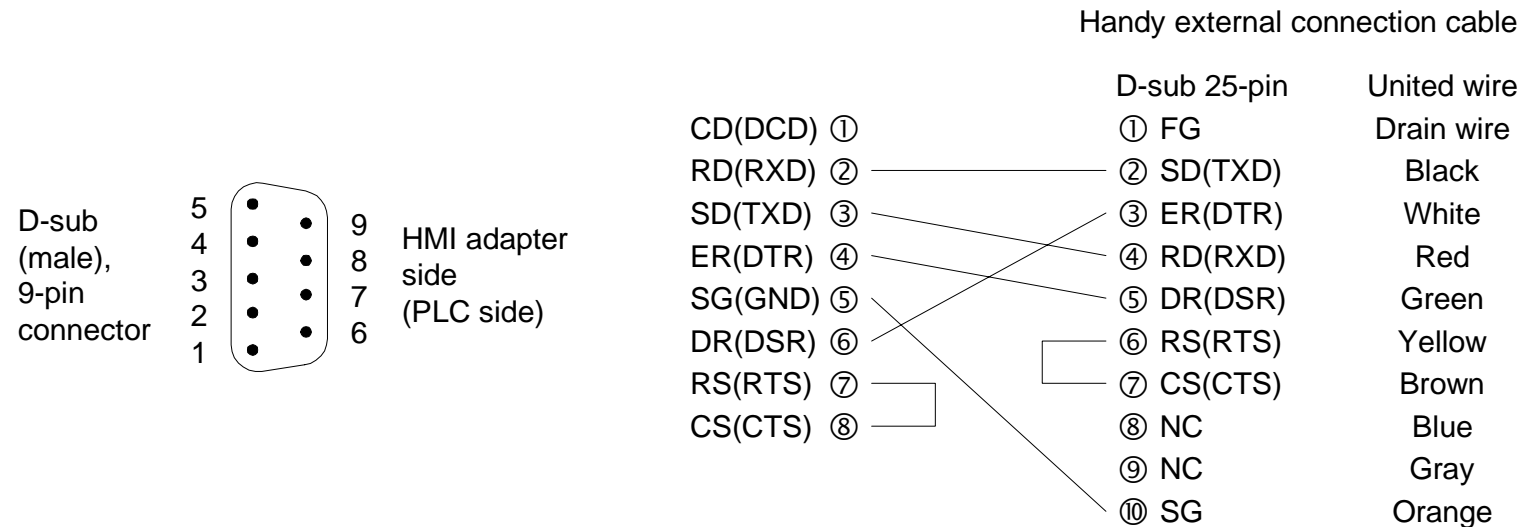 Handy external connection cable
D-sub 25-pin United wire
CD(DCD) ① ① FG Drain wire
RD(RXD) ② ② SD(TXD) Black
SD(TXD) ③ ③ ER(DTR) White
ER(DTR) ④ ④ RD(RXD) Red
SG(GND) ⑤ ⑤ DR(DSR) Green
DR(DSR) ⑥ ⑥ RS(RTS) Yellow
RS(RTS) ⑦ ⑦ CS(CTS) Brown
CS(CTS) ⑧ ⑧ NC Blue
⑨ NC Gray
⑩ SG Orange
D-sub
(male),
9-pin
connector
5
4
3
2
1
9
8
7
6
HMI adapter
side
(PLC side)